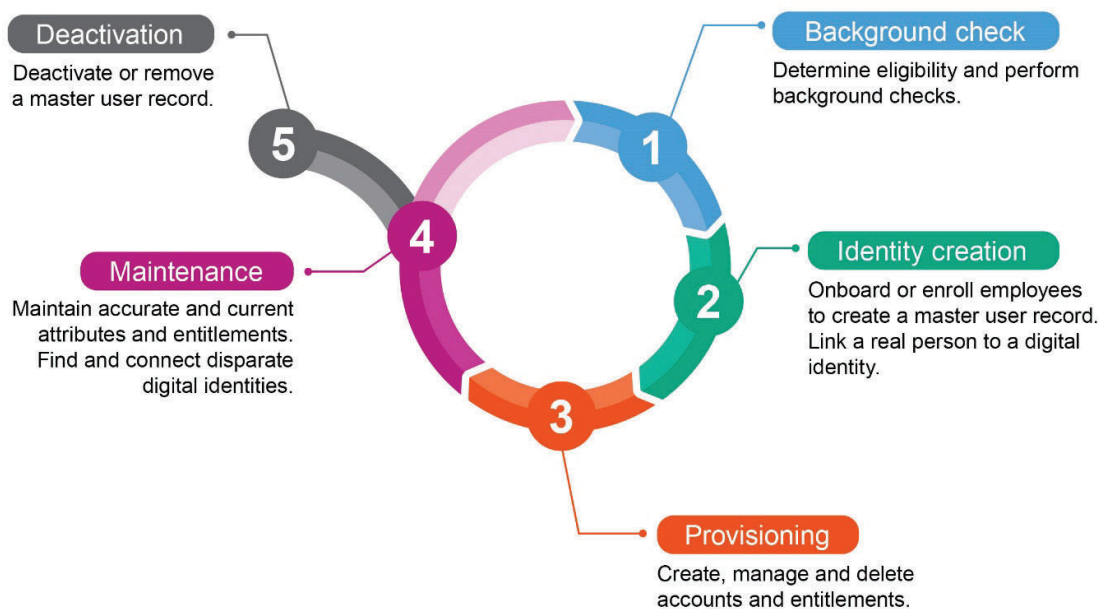 Deactivation
Deactivate or remove
a master user record.
5
Background check
Determine eligibility and perform
background checks.
1
Identity creation
Onboard or enroll employees
to create a master user record.
Link a real person to a digital
identity.
2
Provisioning
Create, manage and delete
accounts and entitlements.
3
Maintenance
Maintain accurate and current
attributes and entitlements.
Find and connect disparate
digital identities.
4